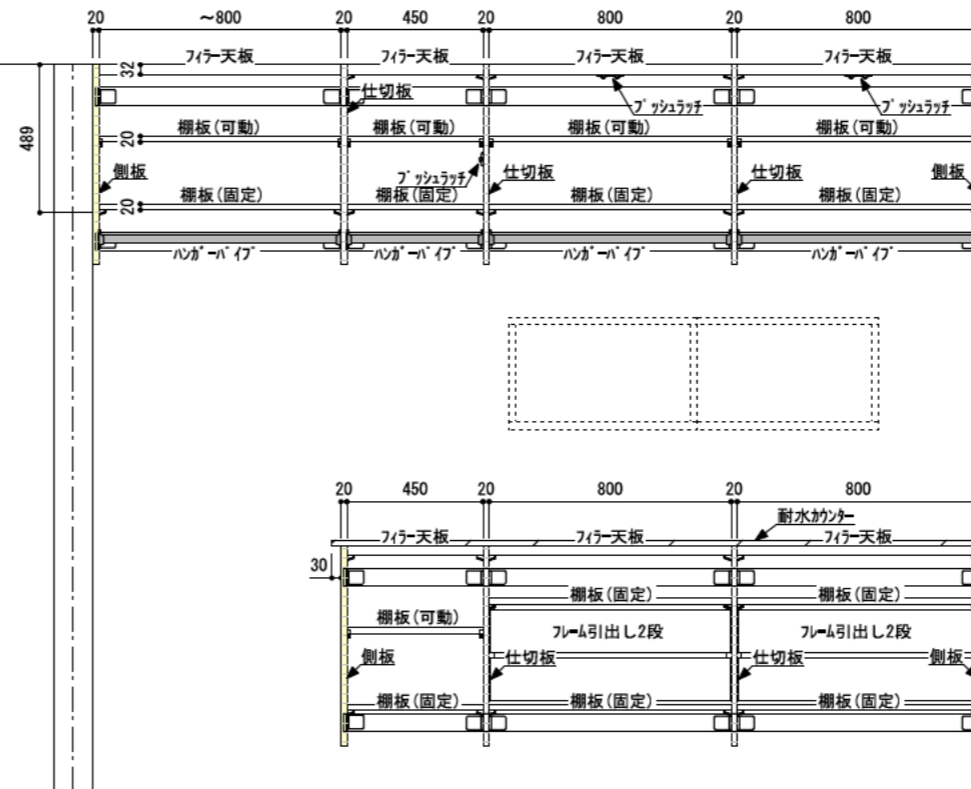 20 ～800 20 450 20 800 20 800
フィラー天板 フィラー天板 フィラー天板 フィラー天板
32
仕切板 プッシュラッチ プッシュラッチ
489
20 棚板(可動) 棚板(可動) 棚板(可動) 棚板(可動)
側板 プッシュラッチ 仕切板 仕切板 側板
20 棚板(固定) 棚板(固定) 棚板(固定) 棚板(固定)
ハンガーパイプ ハンガーパイプ ハンガーパイプ ハンガーパイプ
20 450 20 800 20 800
耐水カウンター
フィラー天板 フィラー天板 フィラー天板
30
棚板(固定) 棚板(固定)
棚板(可動) フレーム引出し2段 フレーム引出し2段
側板 仕切板 仕切板 側板
棚板(固定) 棚板(固定) 棚板(固定)